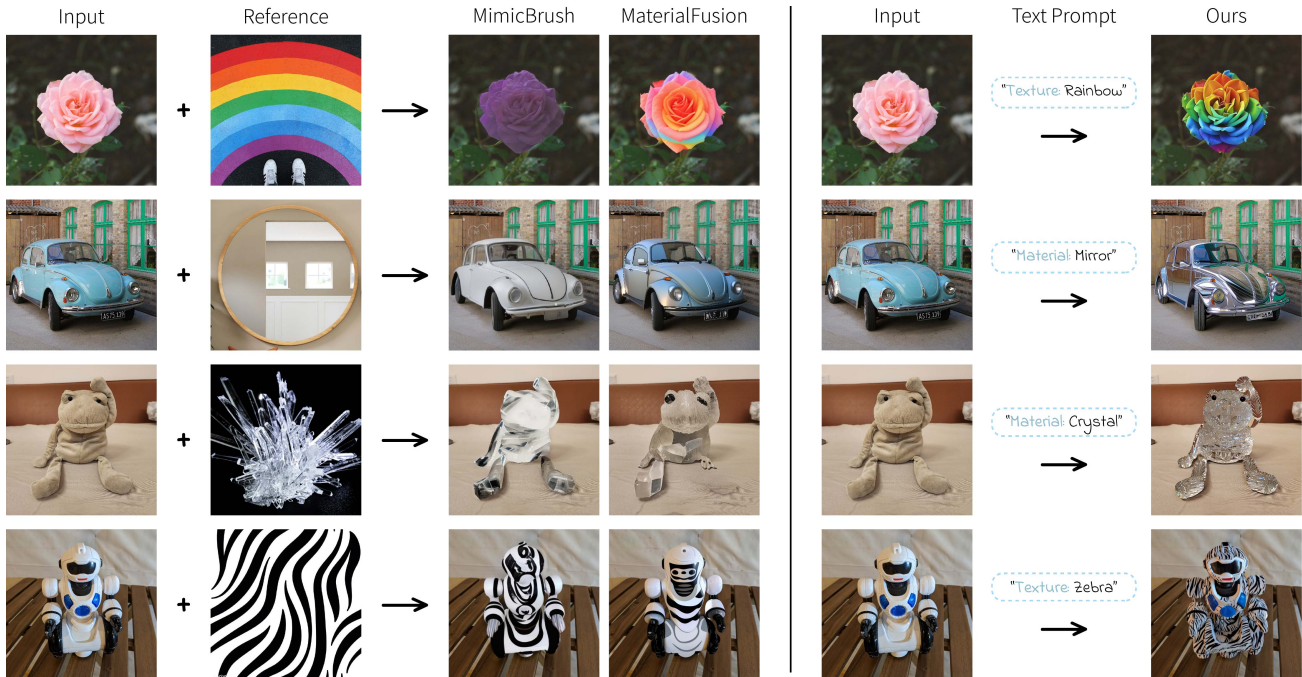 Input
Reference
MimicBrush
MaterialFusion
Input
Text Prompt
Ours
"Texture: Rainbow"
"Material: Mirror"
"Material: Crystal"
"Texture: Zebra"